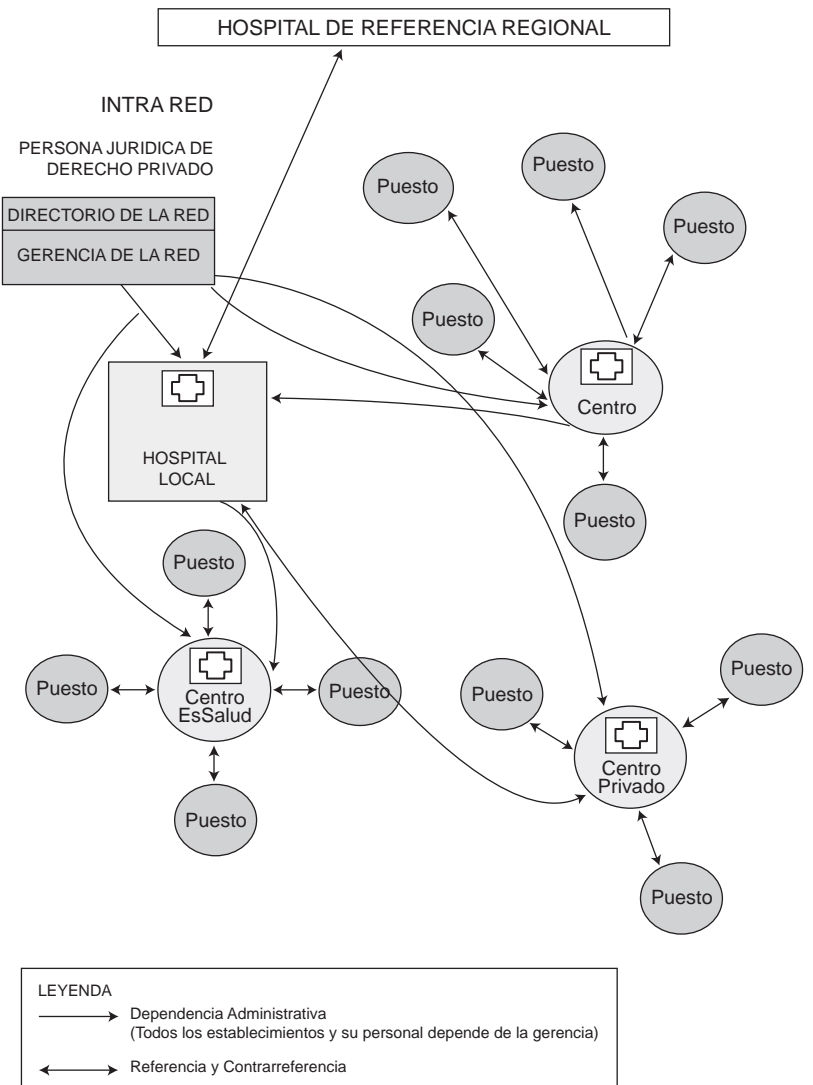 HOSPITAL DE REFERENCIA REGIONAL
INTRA RED
PERSONA JURIDICA DE
DERECHO PRIVADO
DIRECTORIO DE LA RED
GERENCIA DE LA RED
Puesto
Puesto
Puesto
Puesto
Centro
Puesto
HOSPITAL
LOCAL
Puesto
Puesto
Centro
EsSalud
Puesto
Puesto
Puesto
Puesto
Centro
Privado
Puesto
LEYENDA
Dependencia Administrativa
(Todos los establecimientos y su personal depende de la gerencia)
Referencia y Contrarreferencia